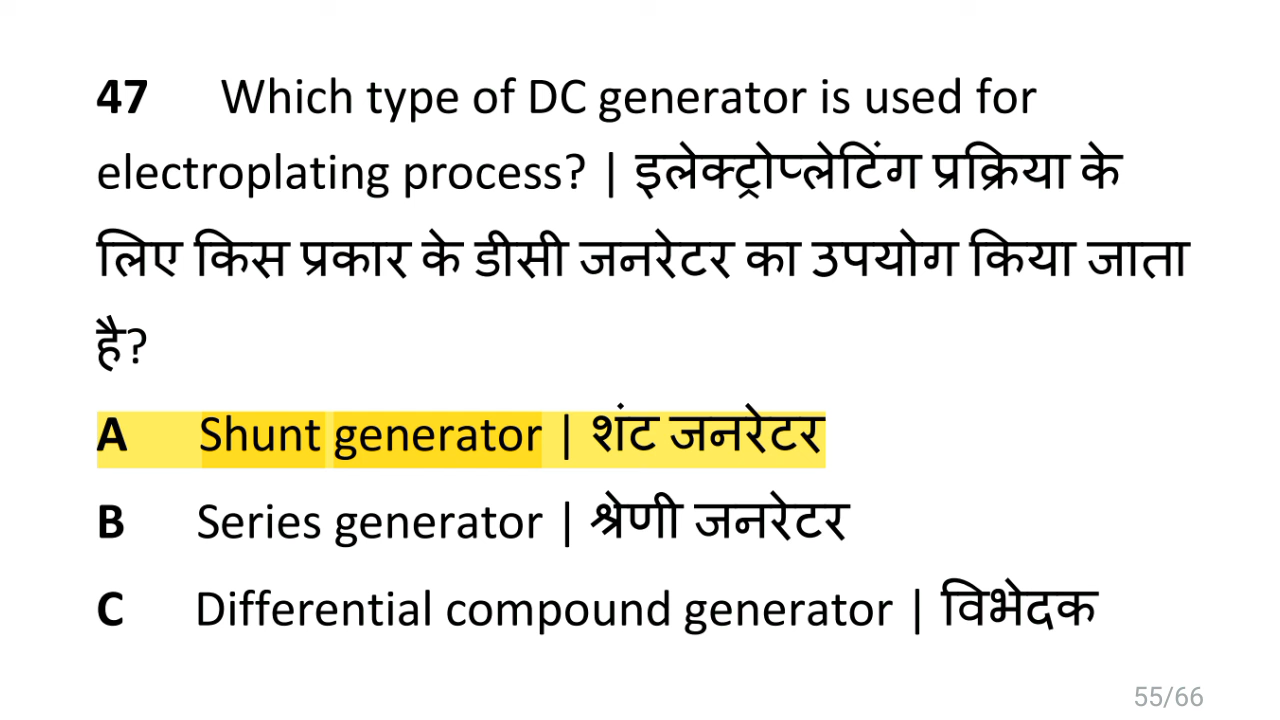 47 Which type of DC generator is used for
electroplating process? | इलेक्ट्रोप्लेटिंग प्रक्रिया के
लिए किस प्रकार के डीसी जनरेटर का उपयोग किया जाता
है?
A Shunt generator | शंट जनरेटर
B Series generator | श्रेणी जनरेटर
C Differential compound generator | विभेदक
55/66